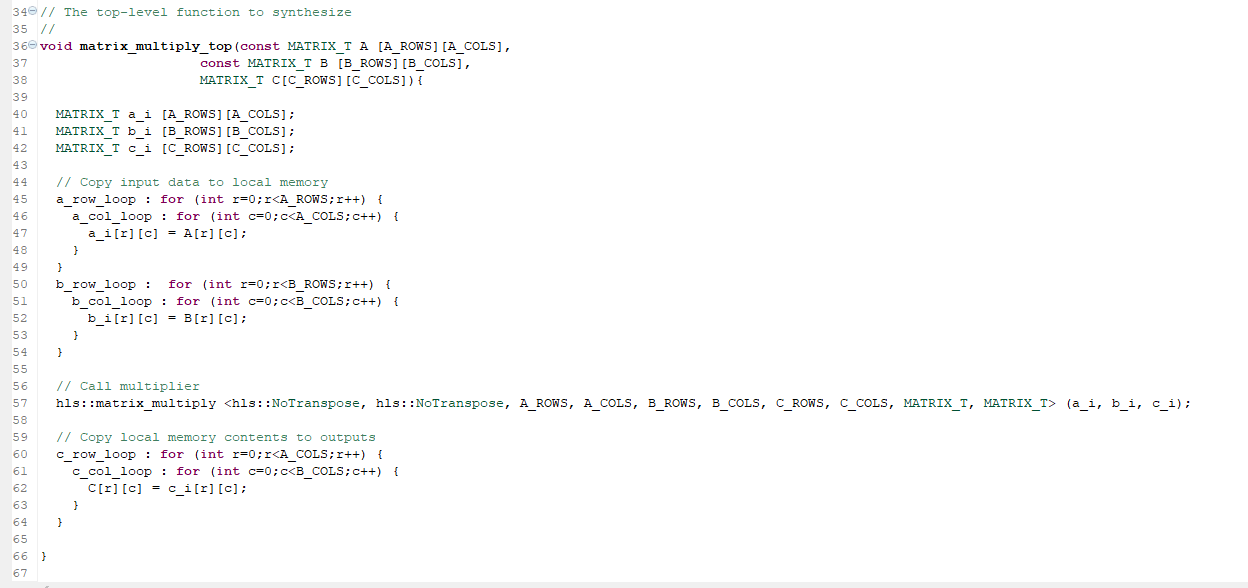 34 // The top-level function to synthesize
35 //
36 void matrix_multiply_top(const MATRIX_T A [A_ROWS][A_COLS],
37                     const MATRIX_T B [B_ROWS][B_COLS],
38                     MATRIX_T C[C_ROWS][C_COLS]){
39
40   MATRIX_T a_i [A_ROWS][A_COLS];
41   MATRIX_T b_i [B_ROWS][B_COLS];
42   MATRIX_T c_i [C_ROWS][C_COLS];
43
44   // Copy input data to local memory
45   a_row_loop : for (int r=0;r<A_ROWS;r++) {
46     a_col_loop : for (int c=0;c<A_COLS;c++) {
47       a_i[r][c] = A[r][c];
48     }
49   }
50   b_row_loop :  for (int r=0;r<B_ROWS;r++) {
51     b_col_loop : for (int c=0;c<B_COLS;c++) {
52       b_i[r][c] = B[r][c];
53     }
54   }
55
56   // Call multiplier
57   hls::matrix_multiply <hls::NoTranspose, hls::NoTranspose, A_ROWS, A_COLS, B_ROWS, B_COLS, C_ROWS, C_COLS, MATRIX_T, MATRIX_T> (a_i, b_i, c_i);
58
59   // Copy local memory contents to outputs
60   c_row_loop : for (int r=0;r<A_COLS;r++) {
61     c_col_loop : for (int c=0;c<B_COLS;c++) {
62       C[r][c] = c_i[r][c];
63     }
64   }
65
66 }
67